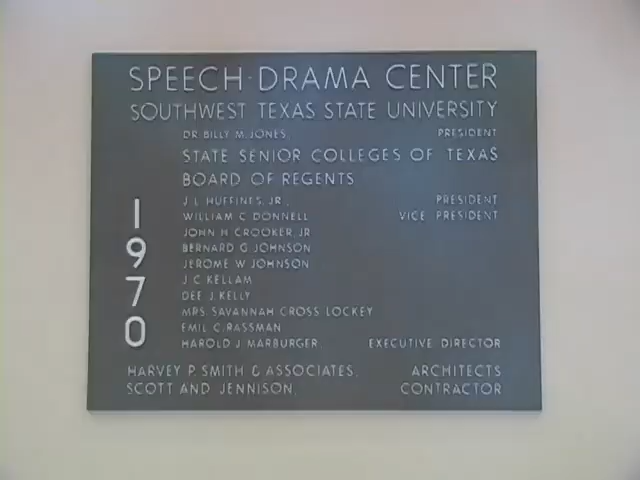 SPEECH-DRAMA CENTER
SOUTHWEST TEXAS STATE UNIVERSITY
DR. BILLY M. JONES, PRESIDENT
STATE SENIOR COLLEGES OF TEXAS
BOARD OF REGENTS
J. L. HUFFINES, JR., PRESIDENT
WILLIAM C. DONNELL VICE PRESIDENT
JOHN H. CROOKER, JR.
BERNARD G. JOHNSON
JEROME W. JOHNSON
J. C. KELLAM
DEE J. KELLY
MRS. SAVANNAH CROSS LOCKEY
EMIL C. RASSMAN
HAROLD J. MARBURGER EXECUTIVE DIRECTOR
1970
HARVEY P. SMITH & ASSOCIATES, ARCHITECTS
SCOTT AND JENNISON, CONTRACTOR